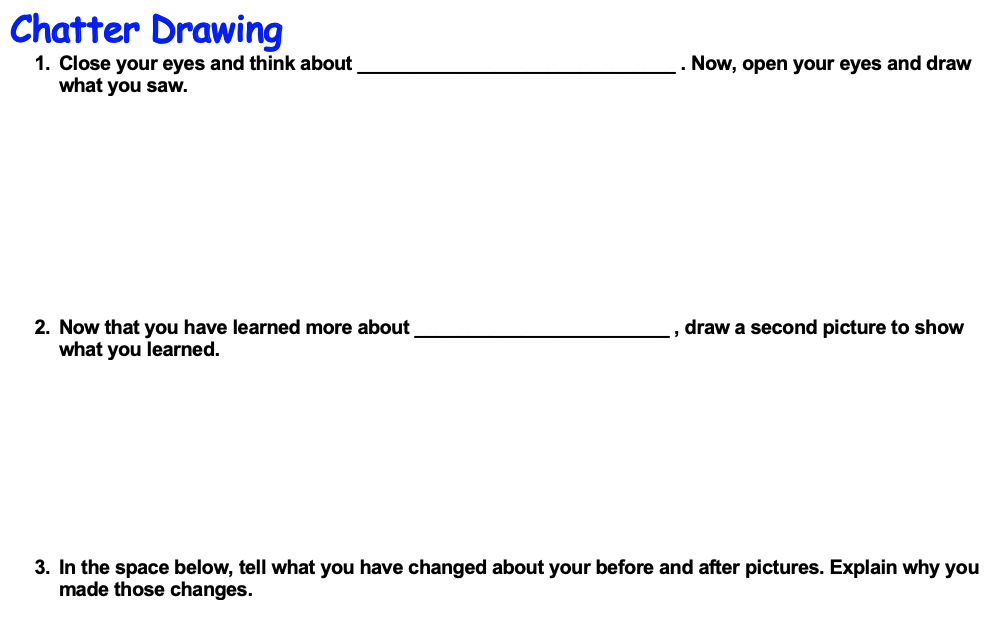 Chatter Drawing
1. Close your eyes and think about ______________________________ . Now, open your eyes and draw
what you saw.
2. Now that you have learned more about ________________________ , draw a second picture to show
what you learned.
3. In the space below, tell what you have changed about your before and after pictures. Explain why you
made those changes.